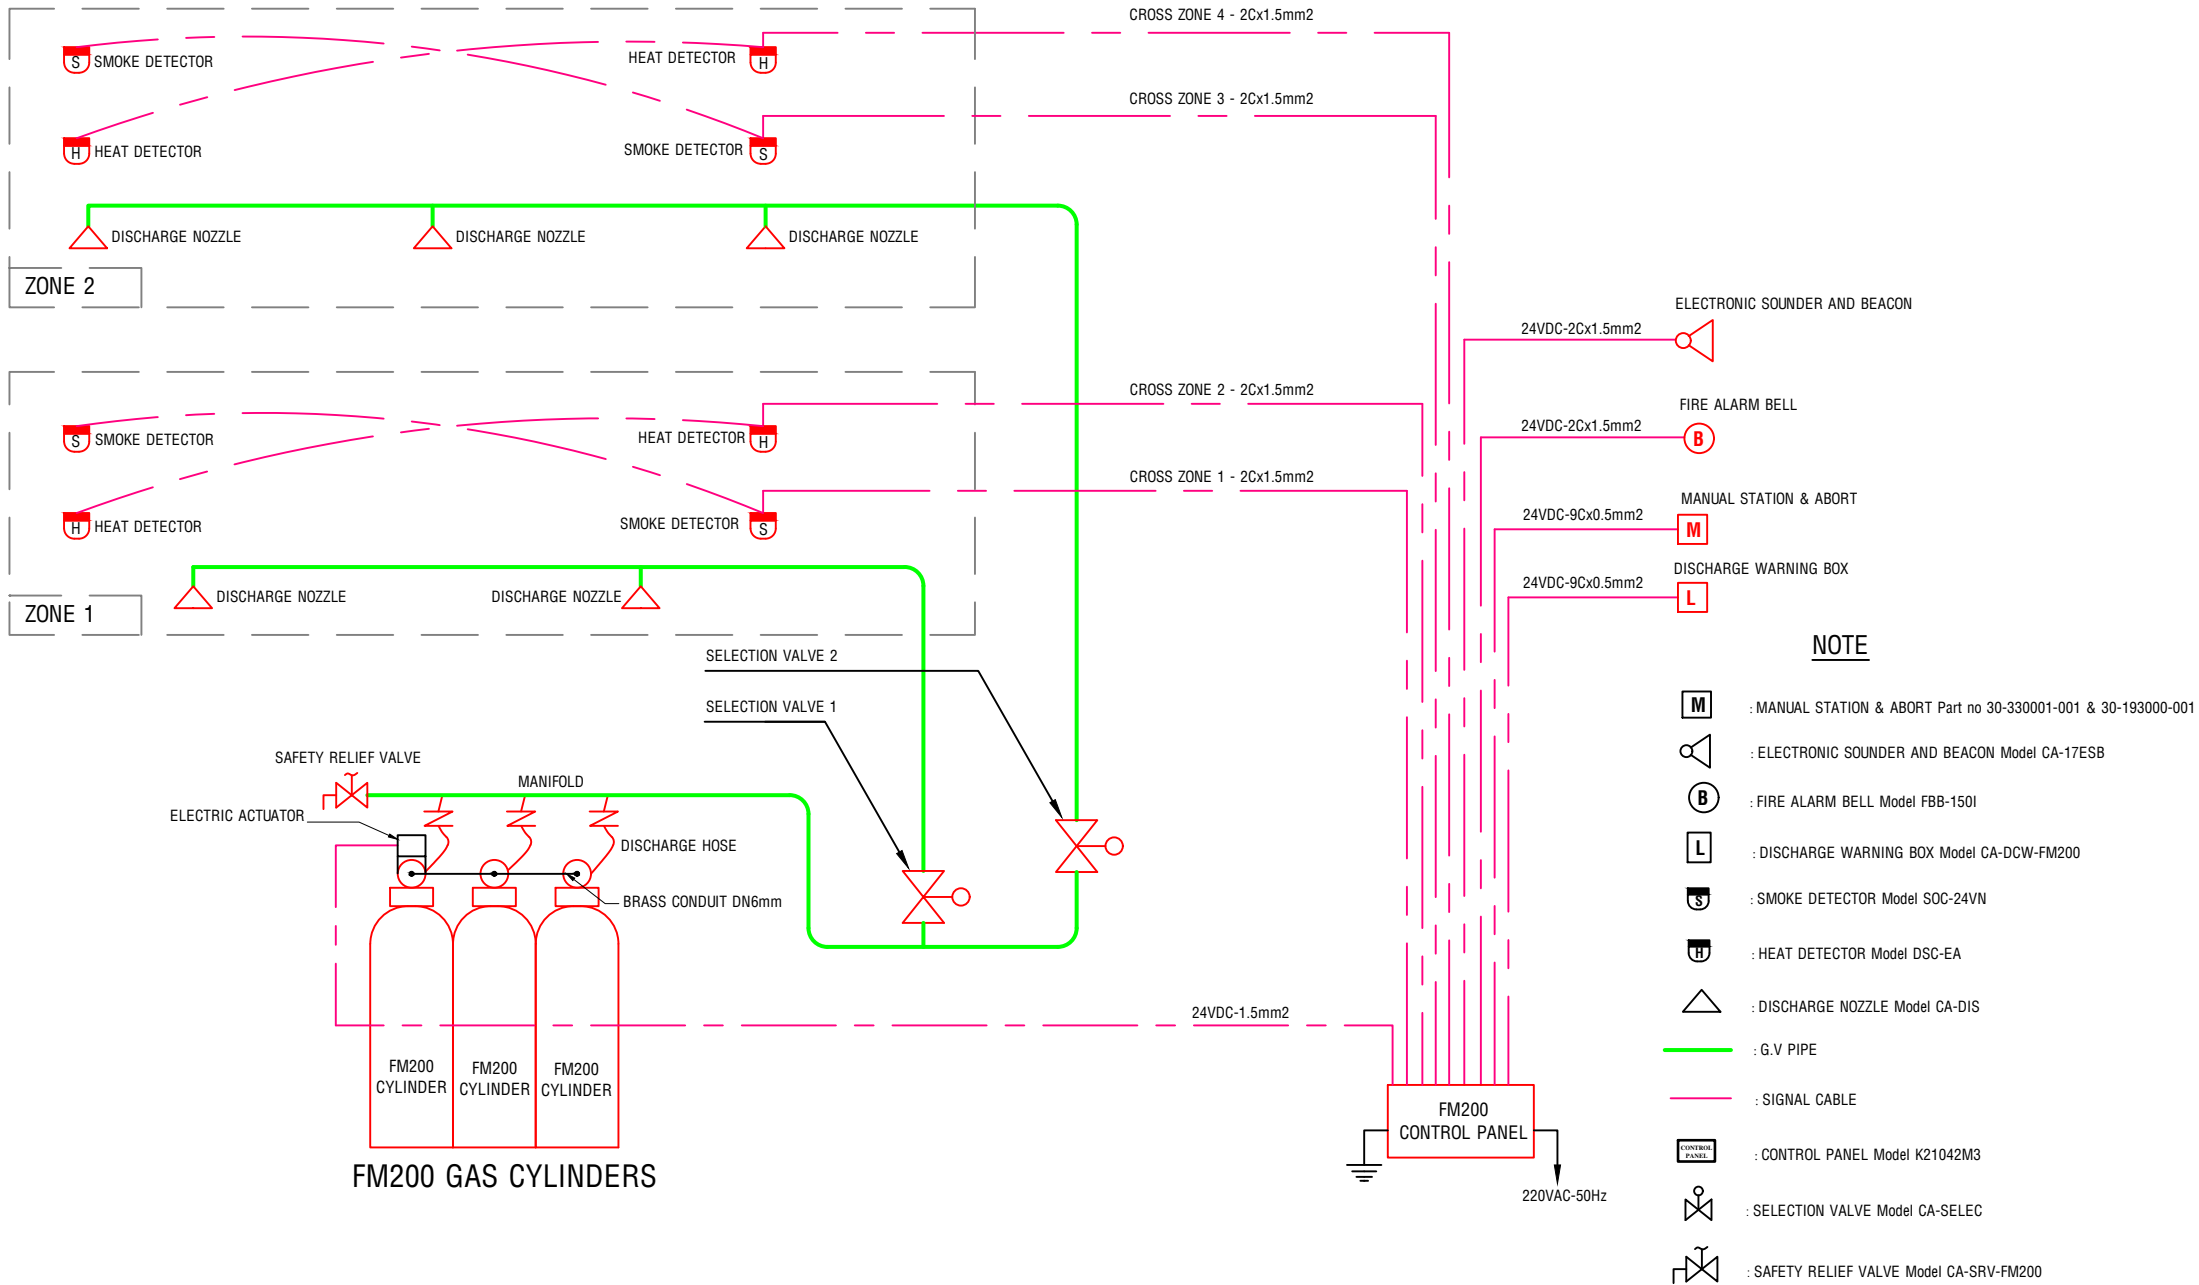 CROSS ZONE 4 - 2Cx1.5mm2
S
SMOKE DETECTOR
HEAT DETECTOR
H
CROSS ZONE 3 - 2Cx1.5mm2
H
HEAT DETECTOR
SMOKE DETECTOR
S
DISCHARGE NOZZLE
DISCHARGE NOZZLE
DISCHARGE NOZZLE
ZONE 2
ELECTRONIC SOUNDER AND BEACON
24VDC-2Cx1.5mm2
CROSS ZONE 2 - 2Cx1.5mm2
FIRE ALARM BELL
24VDC-2Cx1.5mm2
B
S
SMOKE DETECTOR
HEAT DETECTOR
H
CROSS ZONE 1 - 2Cx1.5mm2
MANUAL STATION & ABORT
24VDC-9Cx0.5mm2
M
H
HEAT DETECTOR
SMOKE DETECTOR
S
DISCHARGE WARNING BOX
24VDC-9Cx0.5mm2
L
DISCHARGE NOZZLE
DISCHARGE NOZZLE
ZONE 1
SELECTION VALVE 2
SELECTION VALVE 1
SAFETY RELIEF VALVE
MANIFOLD
ELECTRIC ACTUATOR
DISCHARGE HOSE
BRASS CONDUIT DN6mm
24VDC-1.5mm2
FM200
CYLINDER
FM200
CYLINDER
FM200
CYLINDER
FM200 GAS CYLINDERS
FM200
CONTROL PANEL
220VAC-50Hz
NOTE
M
: MANUAL STATION & ABORT Part no 30-330001-001 & 30-193000-001
: ELECTRONIC SOUNDER AND BEACON Model CA-17ESB
B
: FIRE ALARM BELL Model FBB-150I
L
: DISCHARGE WARNING BOX Model CA-DCW-FM200
S
: SMOKE DETECTOR Model SOC-24VN
H
: HEAT DETECTOR Model DSC-EA
: DISCHARGE NOZZLE Model CA-DIS
: G.V PIPE
: SIGNAL CABLE
CONTROL
PANEL
: CONTROL PANEL Model K21042M3
: SELECTION VALVE Model CA-SELEC
: SAFETY RELIEF VALVE Model CA-SRV-FM200